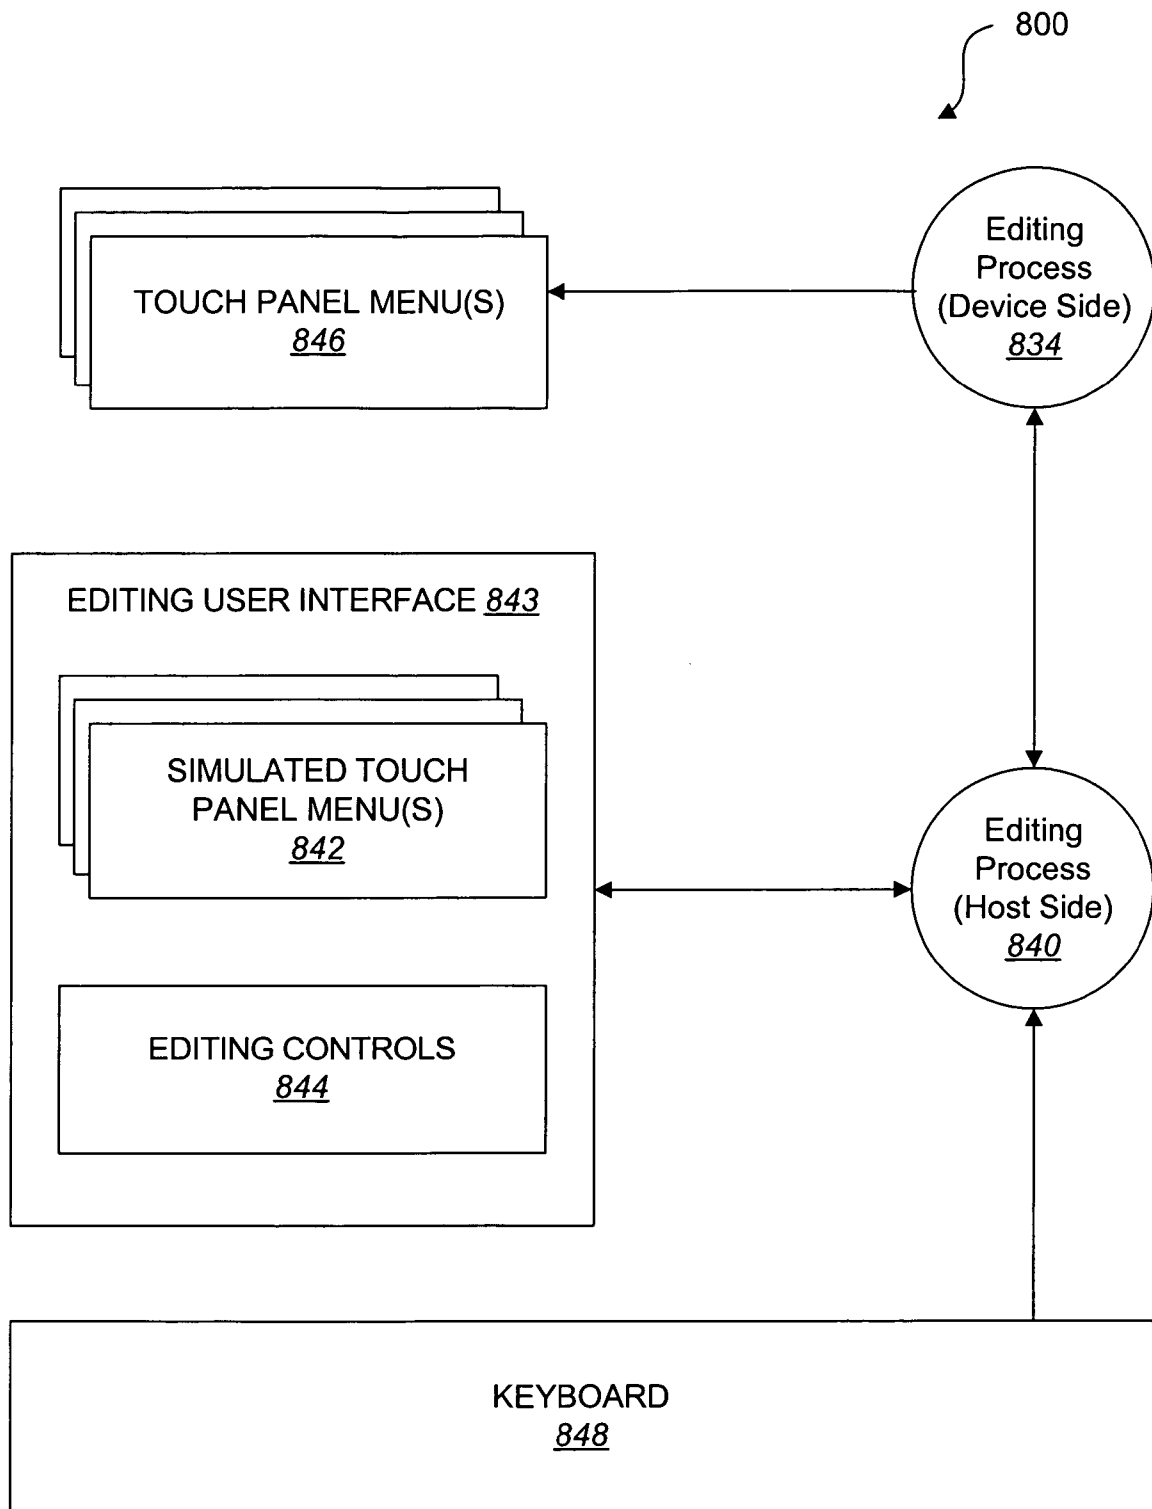 800
Editing
Process
(Device Side)
834
TOUCH PANEL MENU(S)
846
EDITING USER INTERFACE 843
SIMULATED TOUCH
PANEL MENU(S)
842
Editing
Process
(Host Side)
840
EDITING CONTROLS
844
KEYBOARD
848